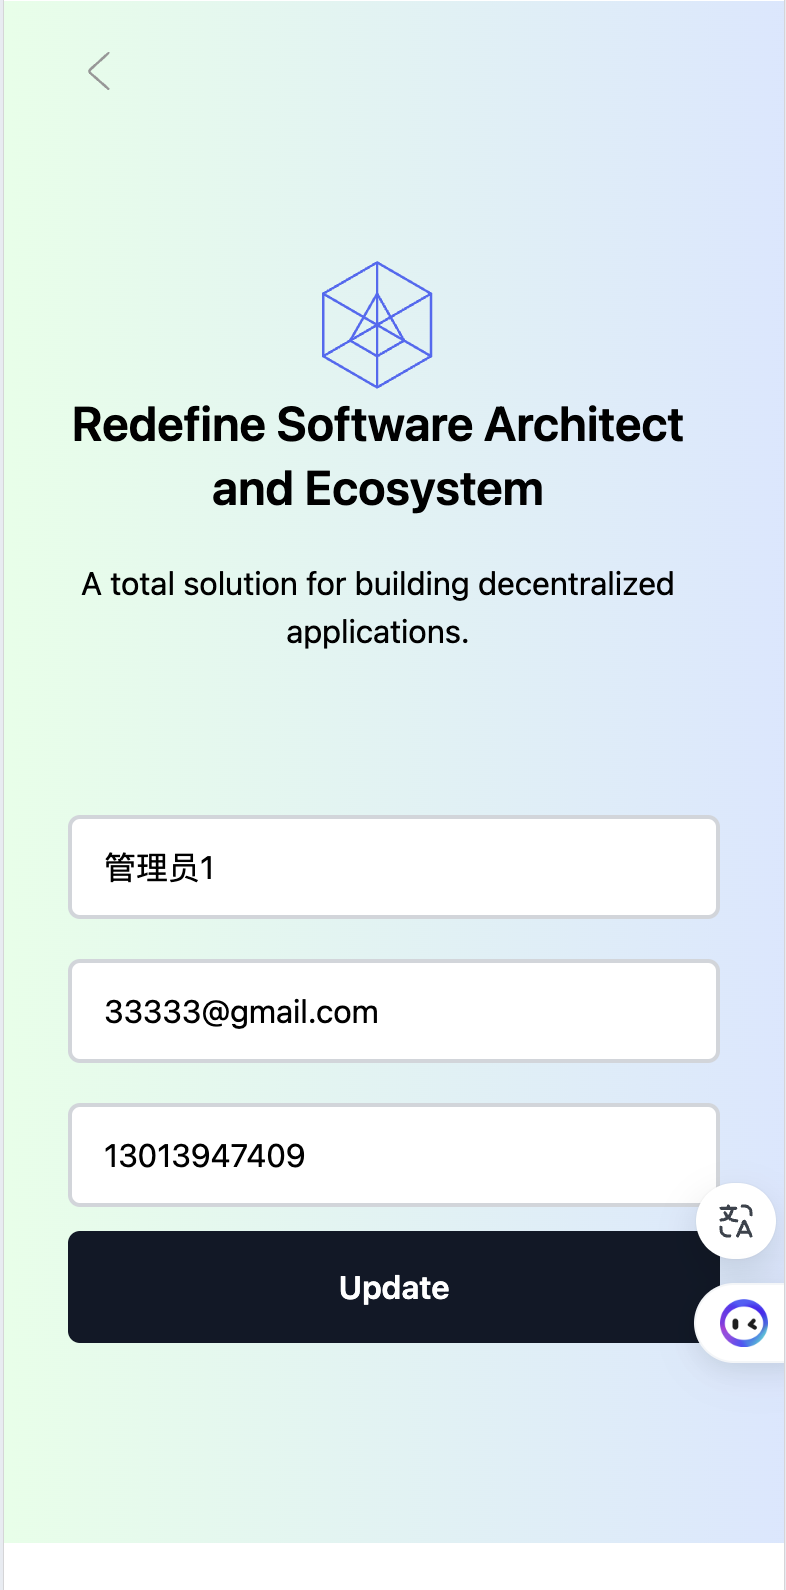 Redefine Software Architect
and Ecosystem
A total solution for building decentralized
applications.
管理员1
33333@gmail.com
13013947409
Update